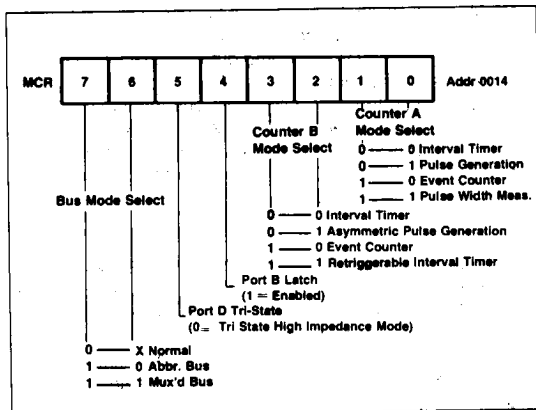 MCR 7 6 5 4 3 2 1 0 Addr 0014
Counter A
Mode Select
0 0 Interval Timer
0 1 Pulse Generation
1 0 Event Counter
1 1 Pulse Width Meas.
Counter B
Mode Select
0 0 Interval Timer
0 1 Asymmetric Pulse Generation
1 0 Event Counter
1 1 Retriggerable Interval Timer
Port B Latch
(1 = Enabled)
Port D Tri-State
(0 = Tri State High Impedance Mode)
Bus Mode Select
0 X Normal
1 0 Abbr. Bus
1 1 Mux'd Bus